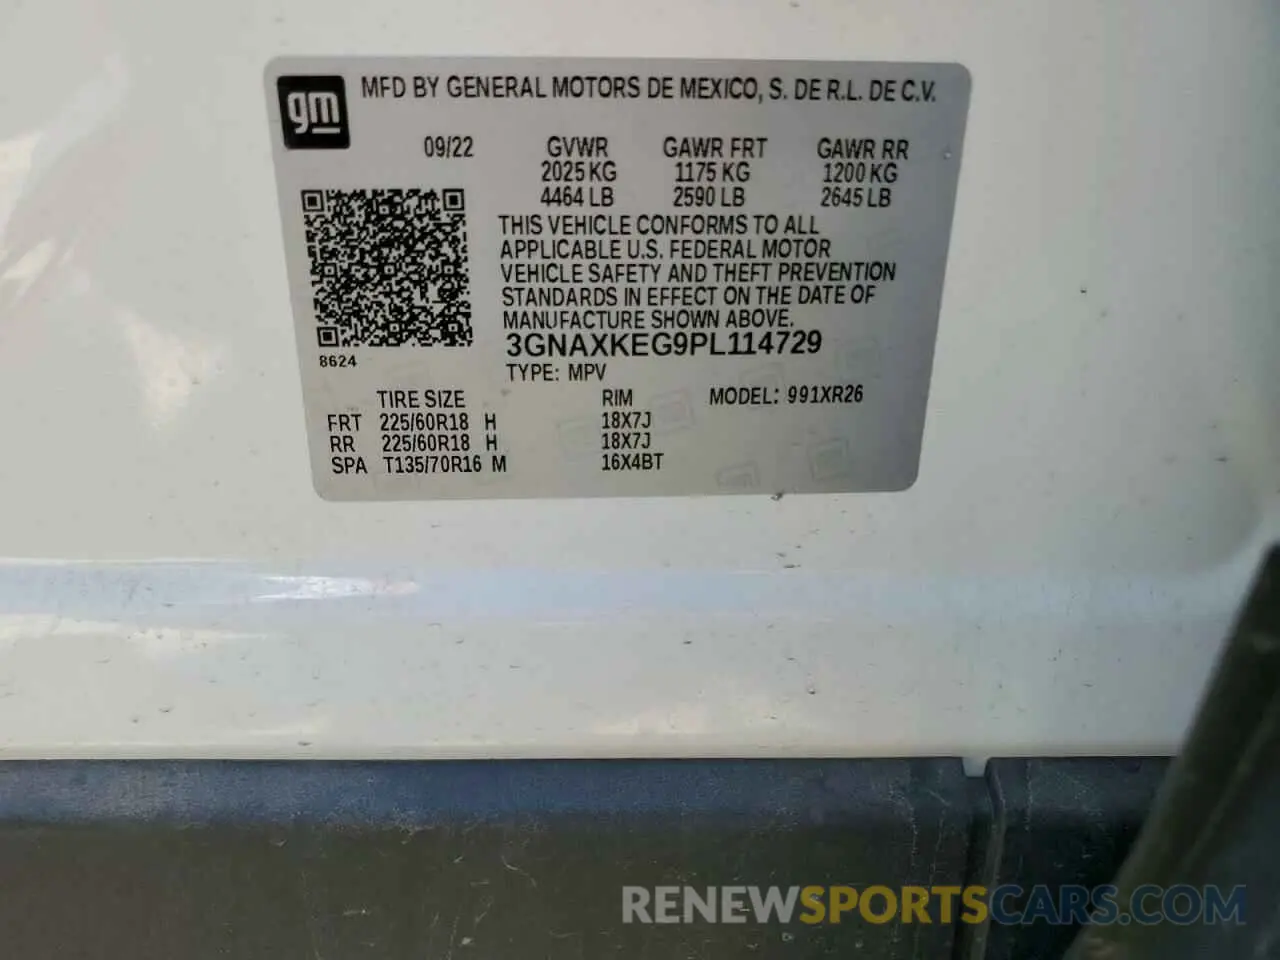 gm
MFD BY GENERAL MOTORS DE MEXICO, S. DE R.L. DE C.V.
09/22 GVWR GAWR FRT GAWR RR
2025 KG 1175 KG 1200 KG
4464 LB 2590 LB 2645 LB
THIS VEHICLE CONFORMS TO ALL
APPLICABLE U.S. FEDERAL MOTOR
VEHICLE SAFETY AND THEFT PREVENTION
STANDARDS IN EFFECT ON THE DATE OF
MANUFACTURE SHOWN ABOVE.
3GNAXKEG9PL114729
8624
TYPE: MPV
TIRE SIZE RIM MODEL: 991XR26
FRT 225/60R18 H 18X7J
RR 225/60R18 H 18X7J
SPA T135/70R16 M 16X4BT
RENEWSPORTSCARS.COM